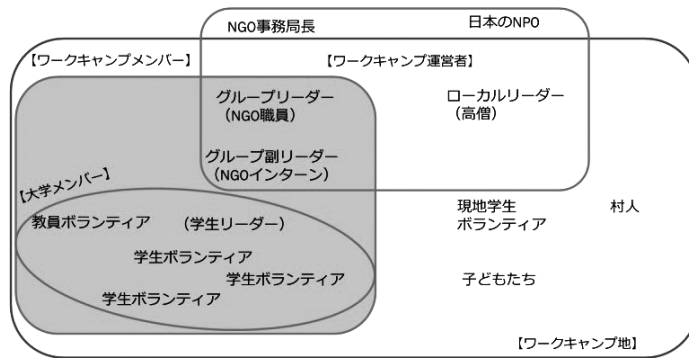 NGO事務局長
日本のNPO
【ワークキャンプメンバー】
【ワークキャンプ運営者】
グループリーダー
(NGO職員)
ローカルリーダー
(高僧)
グループ副リーダー
(NGOインターン)
【大学メンバー】
教員ボランティア
(学生リーダー)
現地学生
ボランティア
村人
学生ボランティア
学生ボランティア
子どもたち
学生ボランティア
【ワークキャンプ地】